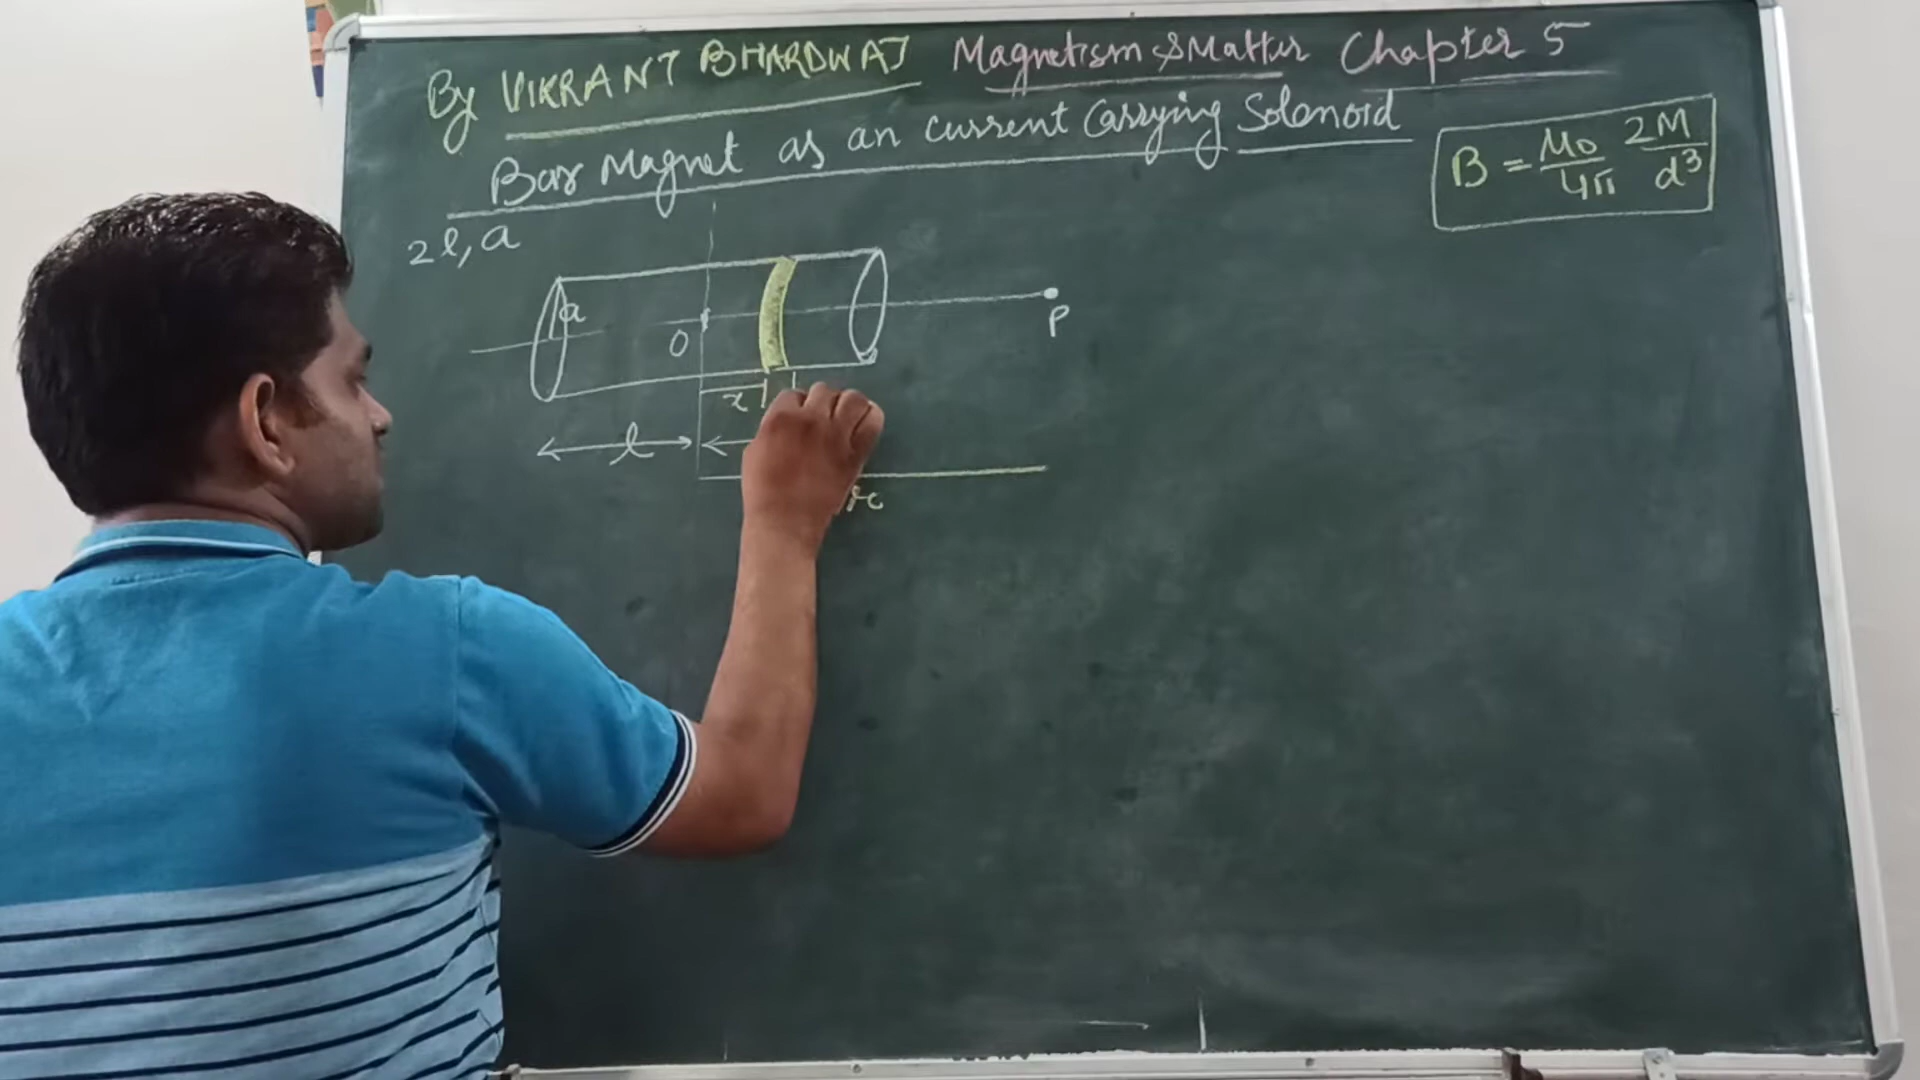 By VIKRANT BHARDWAJ Magnetism & Matter Chapter 5
Bar Magnet as an current Carrying Solenoid
B = μ0/4π 2M/d³
2l, a
a
O
P
x
l
r